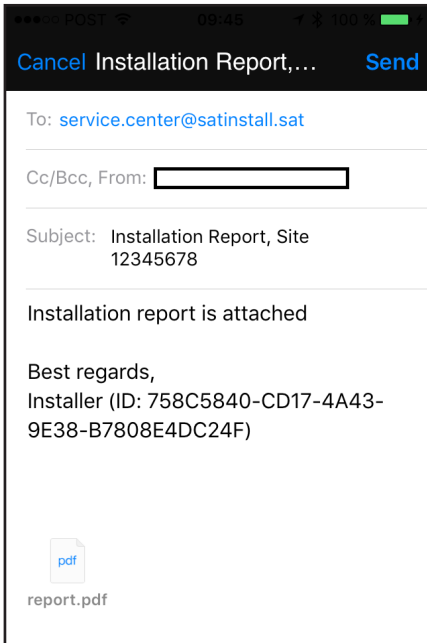 POST 09:45 100 %
Cancel Installation Report,... Send
To: service.center@satinstall.sat
Cc/Bcc, From:
Subject: Installation Report, Site
12345678
Installation report is attached
Best regards,
Installer (ID: 758C5840-CD17-4A43-
9E38-B7808E4DC24F)
pdf
report.pdf